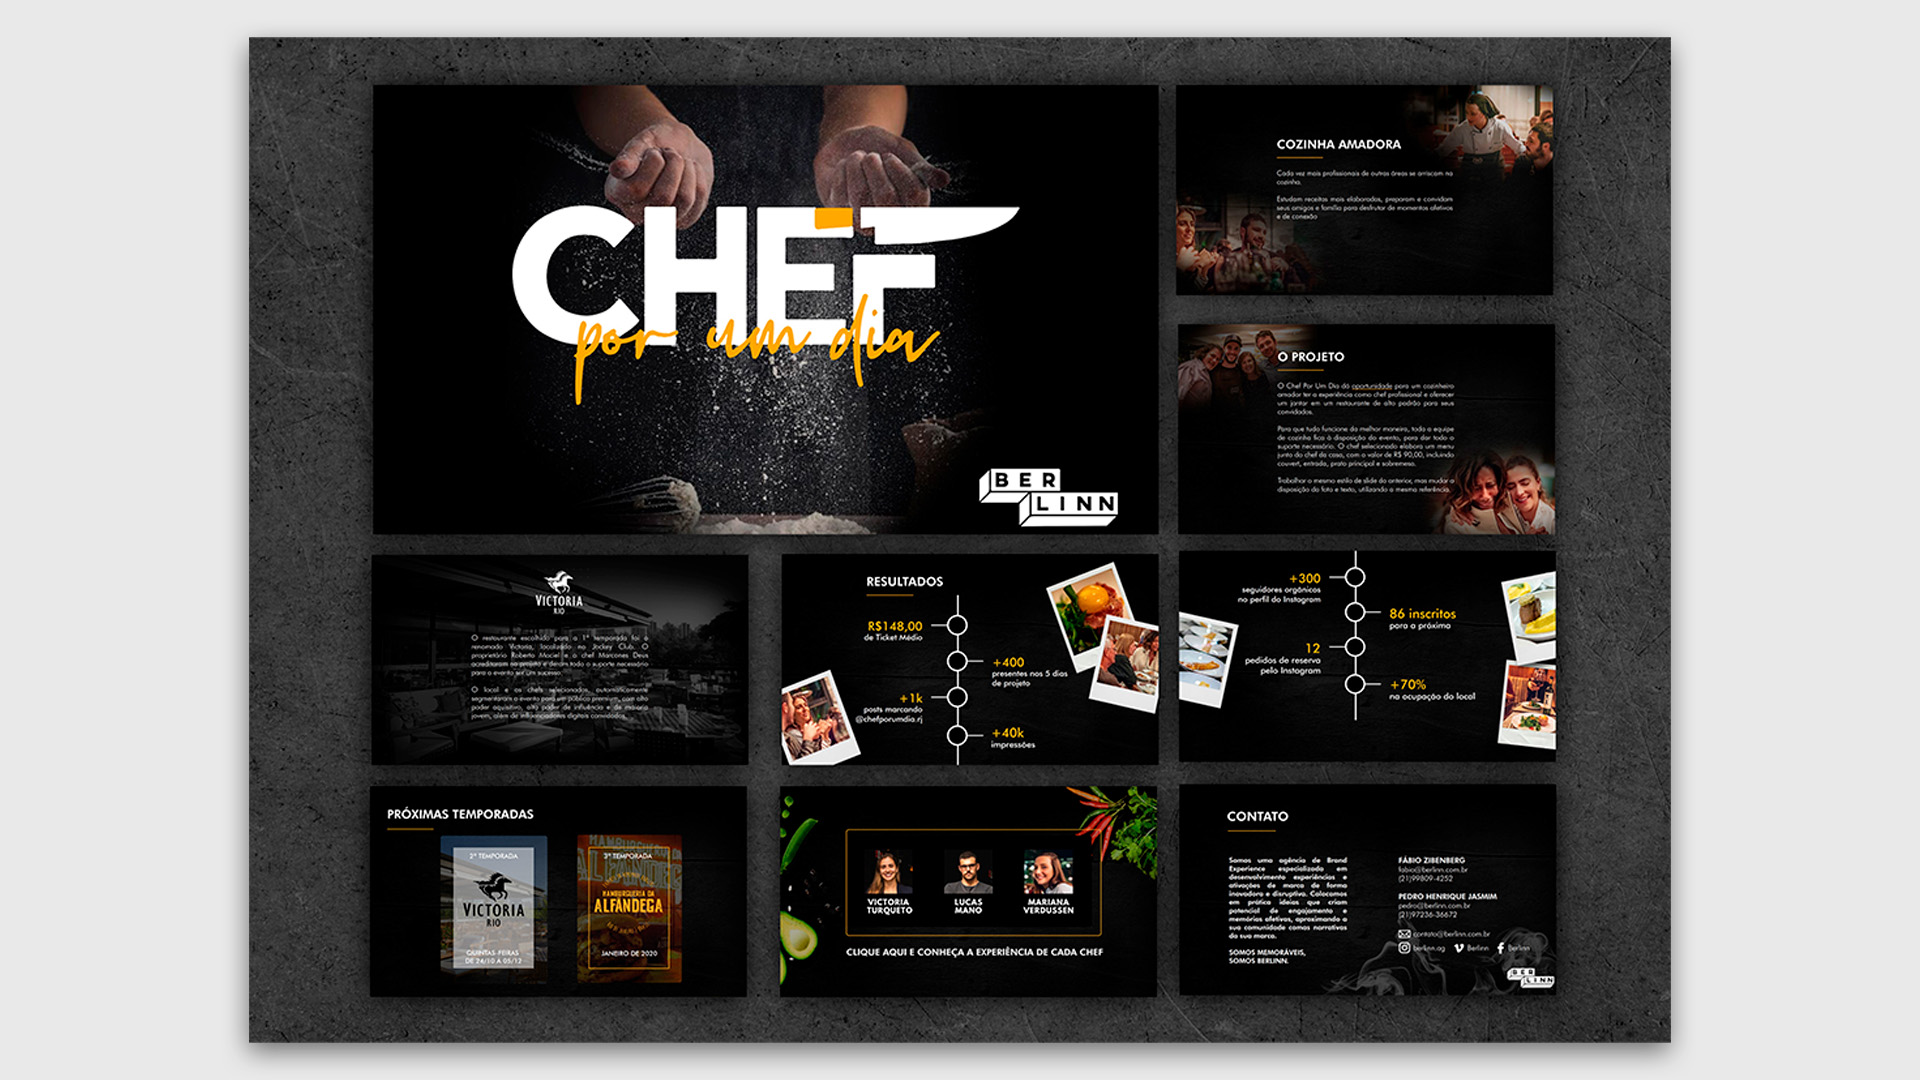 CHEF
por um dia
BER
LINN
COZINHA AMADORA
Cada vez mais profissionais de outras áreas se arriscam na
cozinha.
Estudam receitas mais elaboradas, preparam e convidam
seus amigos e família para desfrutar de momentos afetivos
e de conexão
O PROJETO
O Chef Por Um Dia dá oportunidade para um cozinheiro
amador ter a experiência como chef profissional e oferecer
um jantar em um restaurante de alto padrão para seus
convidados.
Para que tudo funcione da melhor maneira, toda a equipe
de cozinha fica à disposição do evento, para dar todo o
suporte necessário. O chef selecionado elabora um menu
junto do chef da casa, com o valor de R$ 90,00, incluindo
couvert, entrada, prato principal e sobremesa.
Trabalhar o mesmo estilo de slide do anterior, mas mudar a
disposição da foto e texto, utilizando a mesma referência.
VICTORIA
RIO
O restaurante escolhido para a 1ª temporada foi o
renomado Victoria, localizado no Jockey Club. O
proprietário Roberto Maciel e o chef Marcones Deus
acreditaram no projeto e deram todo o suporte necessário
para o evento ser um sucesso.
O local e os chefs selecionados, automaticamente
segmentaram o evento para um público premium, com alto
poder aquisitivo, alto poder de influência e de maioria
jovem, além de influenciadores digitais convidados.
RESULTADOS
R$148,00
de Ticket Médio
+400
presentes nos 5 dias
de projeto
+1k
posts marcando
@chefporumdia.rj
+40k
impressões
+300
seguidores orgânicos
no perfil do Instagram
86 inscritos
para a próxima
12
pedidos de reserva
pelo Instagram
+70%
na ocupação do local
PRÓXIMAS TEMPORADAS
2ª TEMPORADA
VICTORIA
RIO
QUINTAS-FEIRAS
DE 24/10 A 05/12
3ª TEMPORADA
HAMBURGUERIA DA
ALFÂNDEGA
JANEIRO DE 2020
VICTORIA
TURQUETO
LUCAS
MANO
MARIANA
VERDUSSEN
CLIQUE AQUI E CONHEÇA A EXPERIÊNCIA DE CADA CHEF
CONTATO
Somos uma agência de Brand
Experience especializada em
desenvolvimento experiências e
ativações de marca de forma
inovadora e disruptiva. Colocamos
em prática ideias que criam
potencial de engajamento e
memórias afetivas, aproximando a
sua comunidade comas narrativas
da sua marca.
SOMOS MEMORÁVEIS,
SOMOS BERLINN.
FÁBIO ZIBENBERG
fabio@berlinn.com.br
(21)99809-4252
PEDRO HENRIQUE JASMIM
pedro@berlinn.com.br
(21)97236-36672
contato@berlinn.com.br
berlinn.ag Berlinn Berlinn
BER
LINN